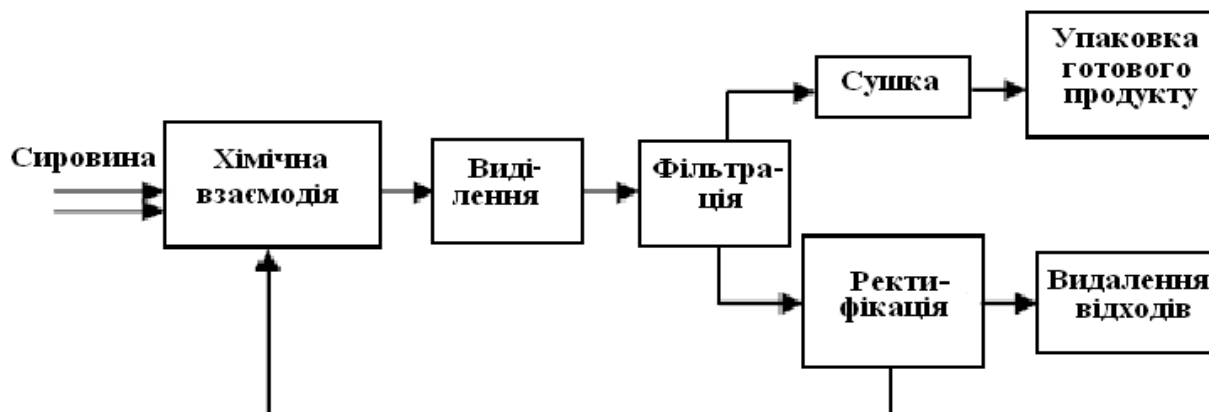 Сировина
Хімічна
взаємодія
Виді-
лення
Фільтра-
ція
Сушка
Упаковка
готового
продукту
Ректи-
фікація
Видалення
відходів